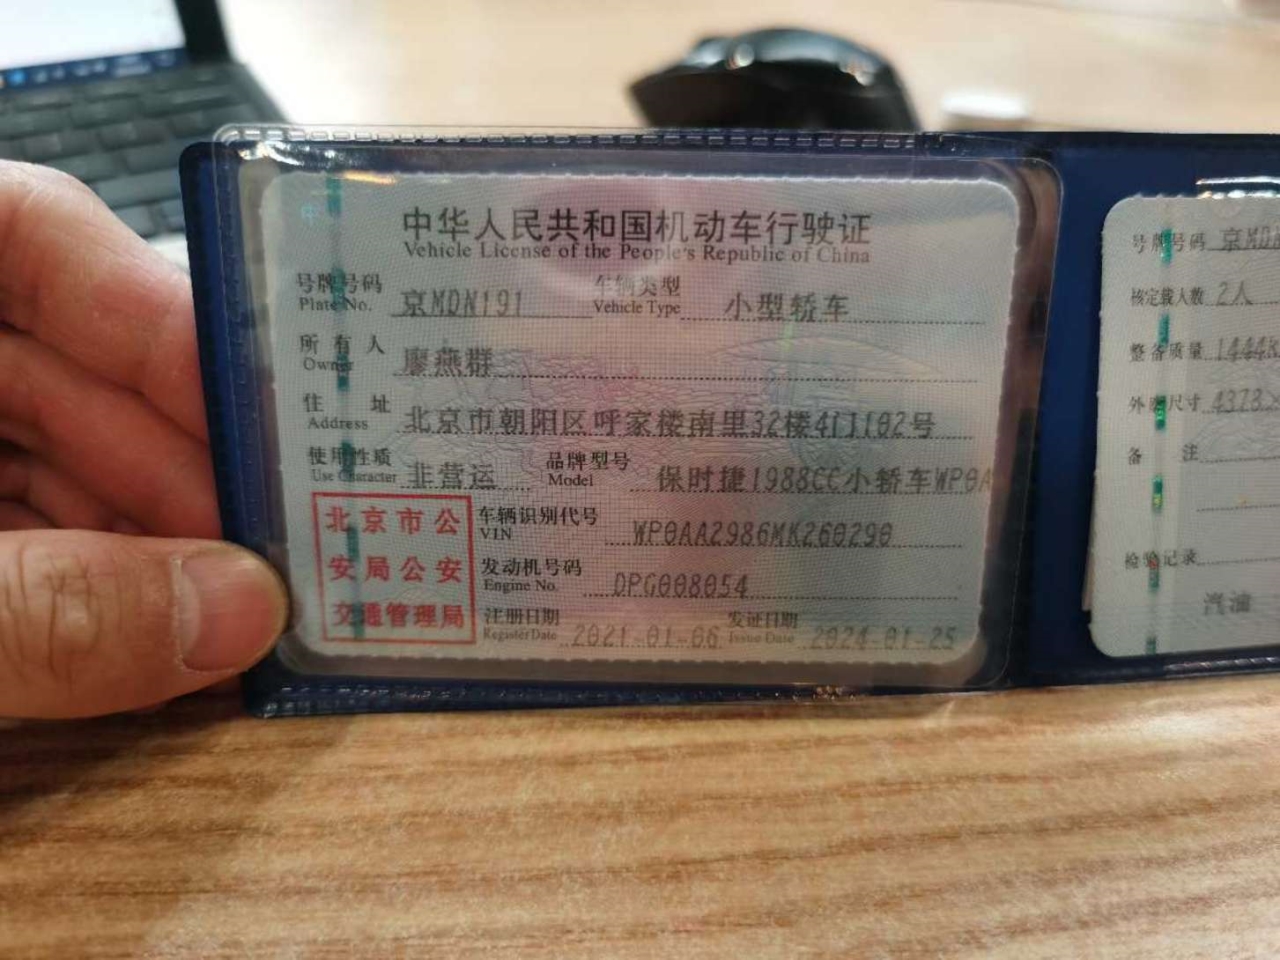 中华人民共和国机动车行驶证
Vehicle License of the People's Republic of China
号牌号码 京MDN191 车辆类型 小型轿车
Plate No. Vehicle Type
所有人 廖燕群
Owner
住址 北京市朝阳区呼家楼南里32楼4门1102号
Address
使用性质 非营运 品牌型号 保时捷1988CC小轿车WP0A
Use Character Model
北京市公
安局公安
交通管理局
车辆识别代号 WP0AA2986MK260290
VIN
发动机号码 DPG008054
Engine No.
注册日期 2021-01-06 发证日期 2024-01-25
Register Date Issue Date
号牌号码 京MD
核定载人数 2人
整备质量 1444K
外廓尺寸 4378×
备注
检验记录
汽油